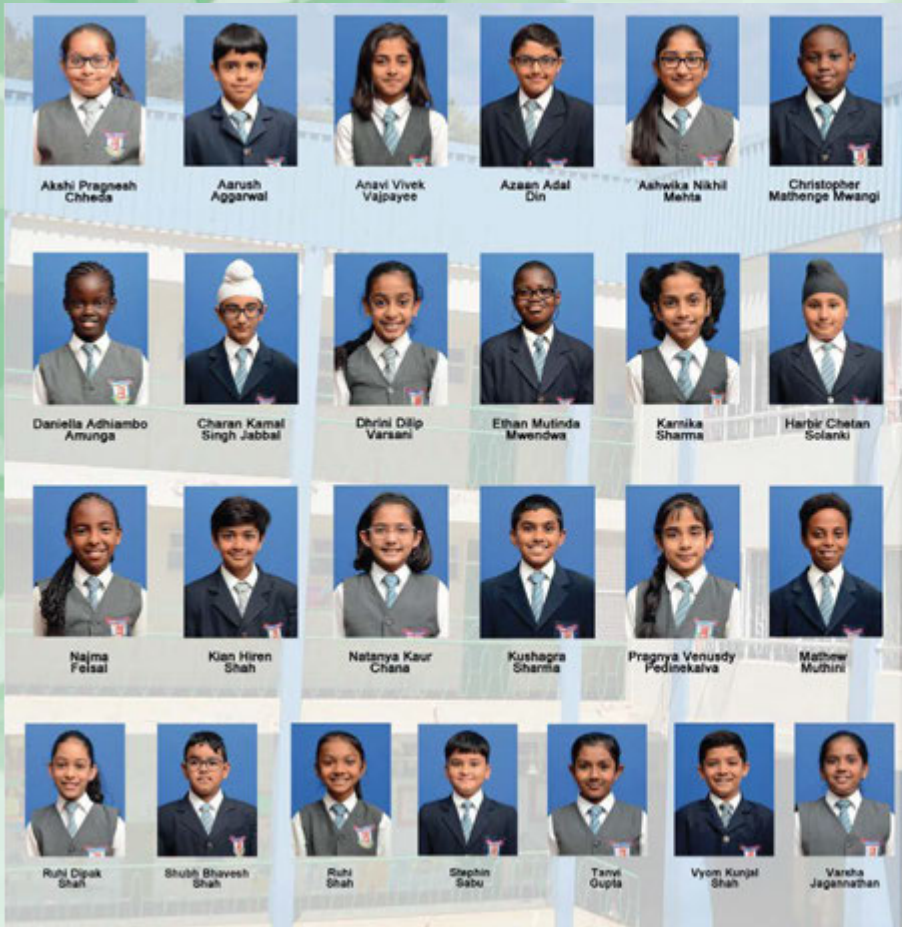 Akshi Pragnesh
Chheda
Aarush
Aggarwal
Anavi Vivek
Vajpayee
Azaan Adal
Din
Ashwika Nikhil
Mehta
Christopher
Mathenge Mwangi
Daniella Adhiambo
Amunga
Charan Kamal
Singh Jabbal
Dhrini Dilip
Varsani
Ethan Mutinda
Mwendwa
Karnika
Sharma
Harbir Chetan
Solanki
Najma
Feisal
Kian Hiren
Shah
Natanya Kaur
Chana
Kushagra
Sharma
Pragnya Venusdy
Pedinekalva
Mathew
Muthini
Ruhi Dipak
Shah
Shubh Bhavesh
Shah
Ruhi
Shah
Stephin
Sabu
Tanvi
Gupta
Vyom Kunjal
Shah
Varsha
Jagannathan